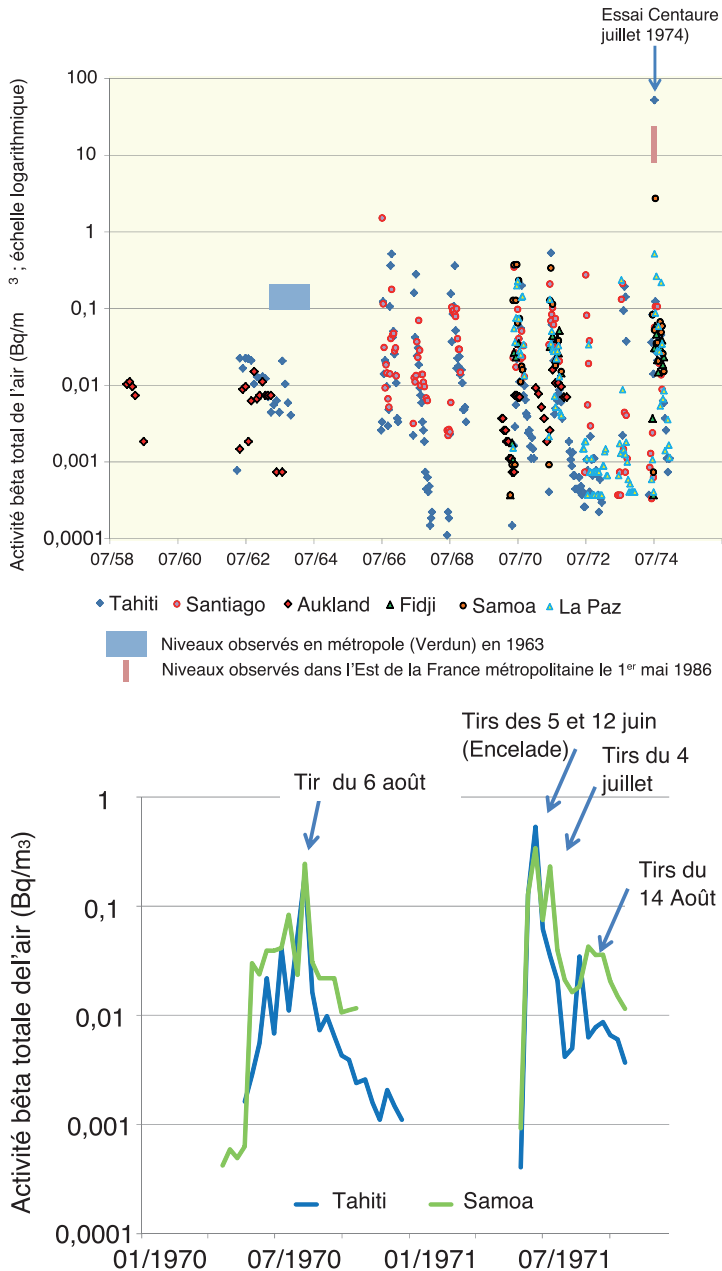 Essai Centaure
juillet 1974)
Activité bêta total de l'air (Bq/m 3 ; échelle logarithmique)
100
10
1
0,1
0,01
0,001
0,0001
07/58 07/60 07/62 07/64 07/66 07/68 07/70 07/72 07/74
Tahiti Santiago Aukland Fidji Samoa La Paz
Niveaux observés en métropole (Verdun) en 1963
Niveaux observés dans l'Est de la France métropolitaine le 1er mai 1986
Tirs des 5 et 12 juin
(Encelade)
Tirs du 4
juillet
Tir du 6 août
Tirs du
14 Août
Activité bêta totale del'air (Bq/m3)
1
0,1
0,01
0,001
0,0001
Tahiti Samoa
01/1970 07/1970 01/1971 07/1971